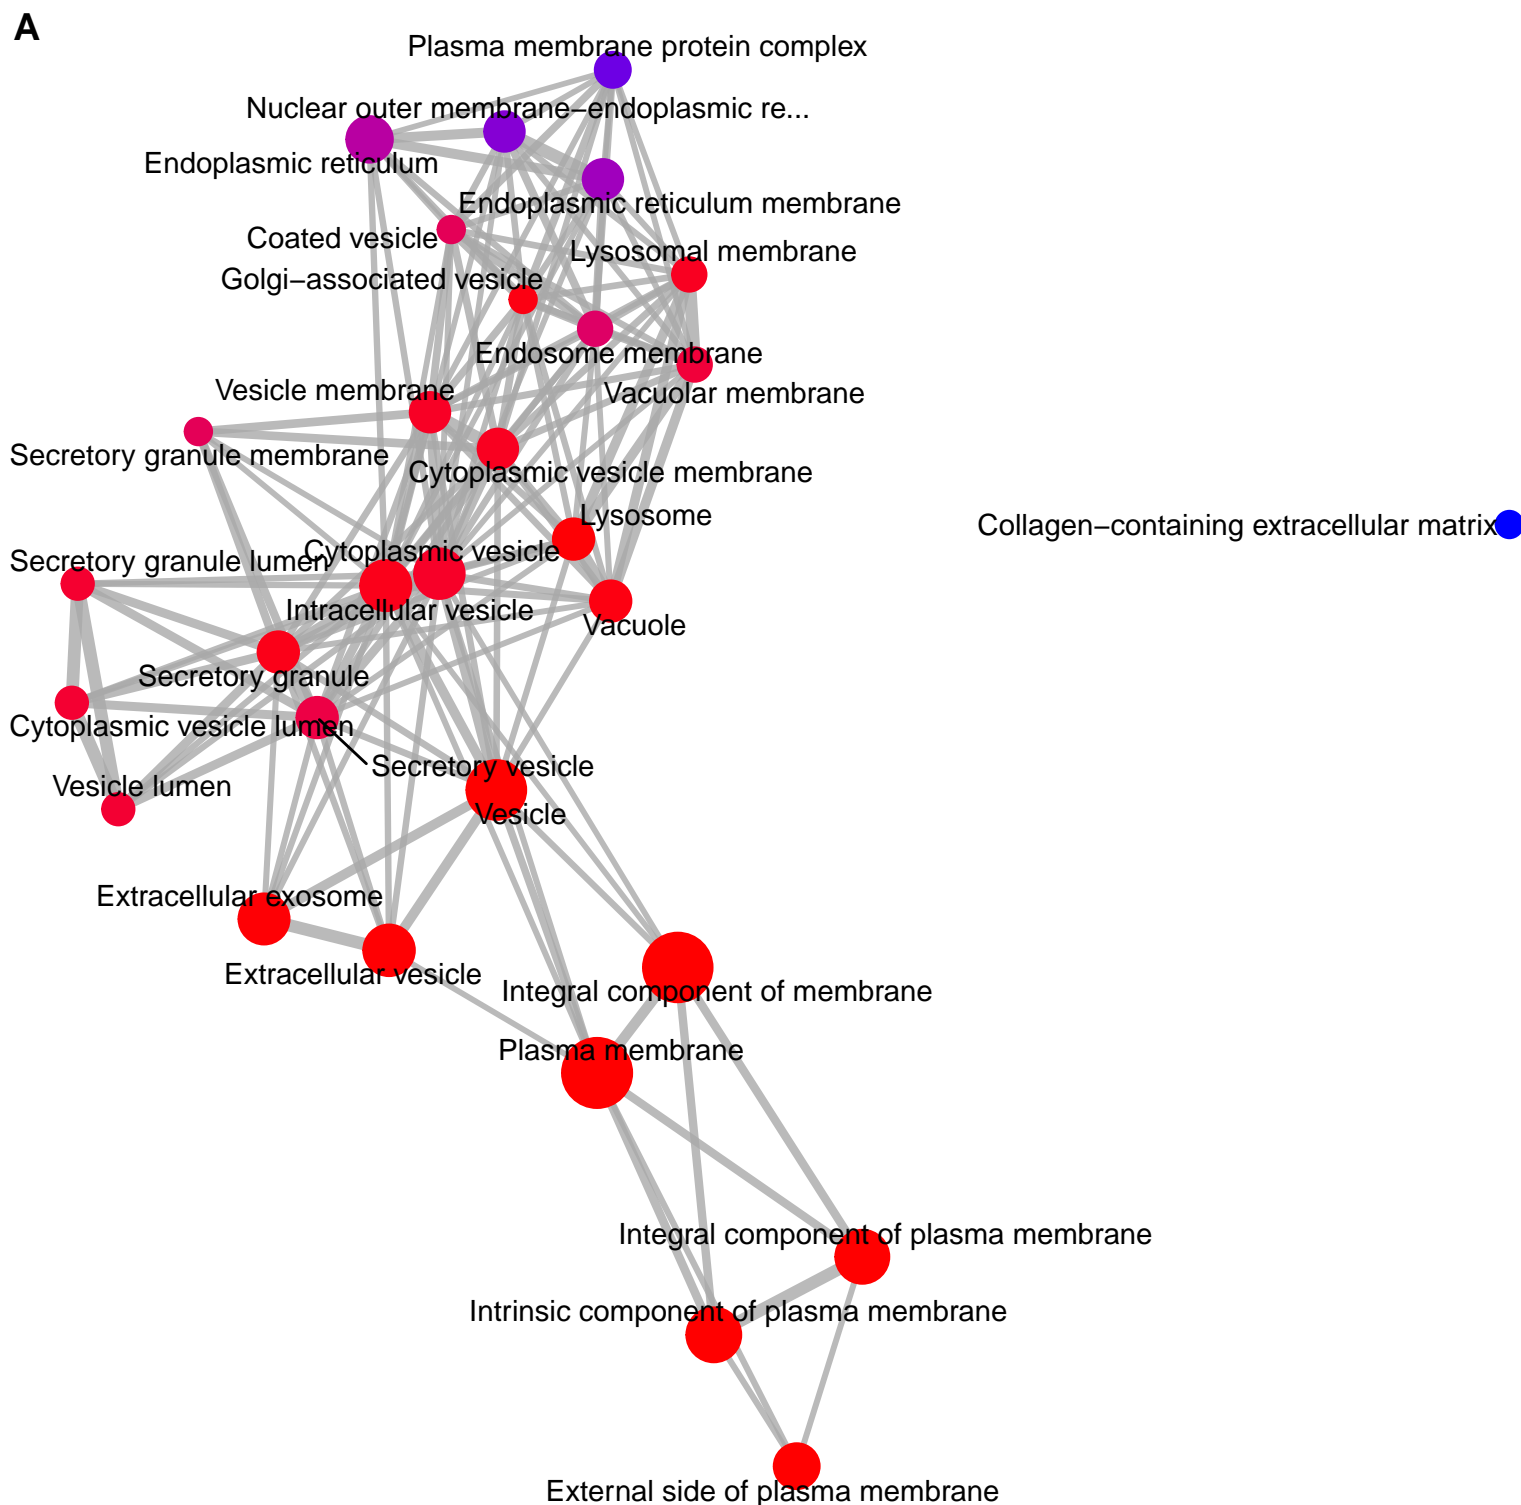 A
Plasma membrane protein complex
Nuclear outer membrane−endoplasmic re...
Endoplasmic reticulum
Endoplasmic reticulum membrane
Coated vesicle
Lysosomal membrane
Golgi−associated vesicle
Endosome membrane
Vesicle membrane
Vacuolar membrane
Secretory granule membrane
Cytoplasmic vesicle membrane
Lysosome
Collagen−containing extracellular matrix
Cytoplasmic vesicle
Secretory granule lumen
Intracellular vesicle
Vacuole
Secretory granule
Cytoplasmic vesicle lumen
Secretory vesicle
Vesicle lumen
Vesicle
Extracellular exosome
Extracellular vesicle
Integral component of membrane
Plasma membrane
Integral component of plasma membrane
Intrinsic component of plasma membrane
External side of plasma membrane